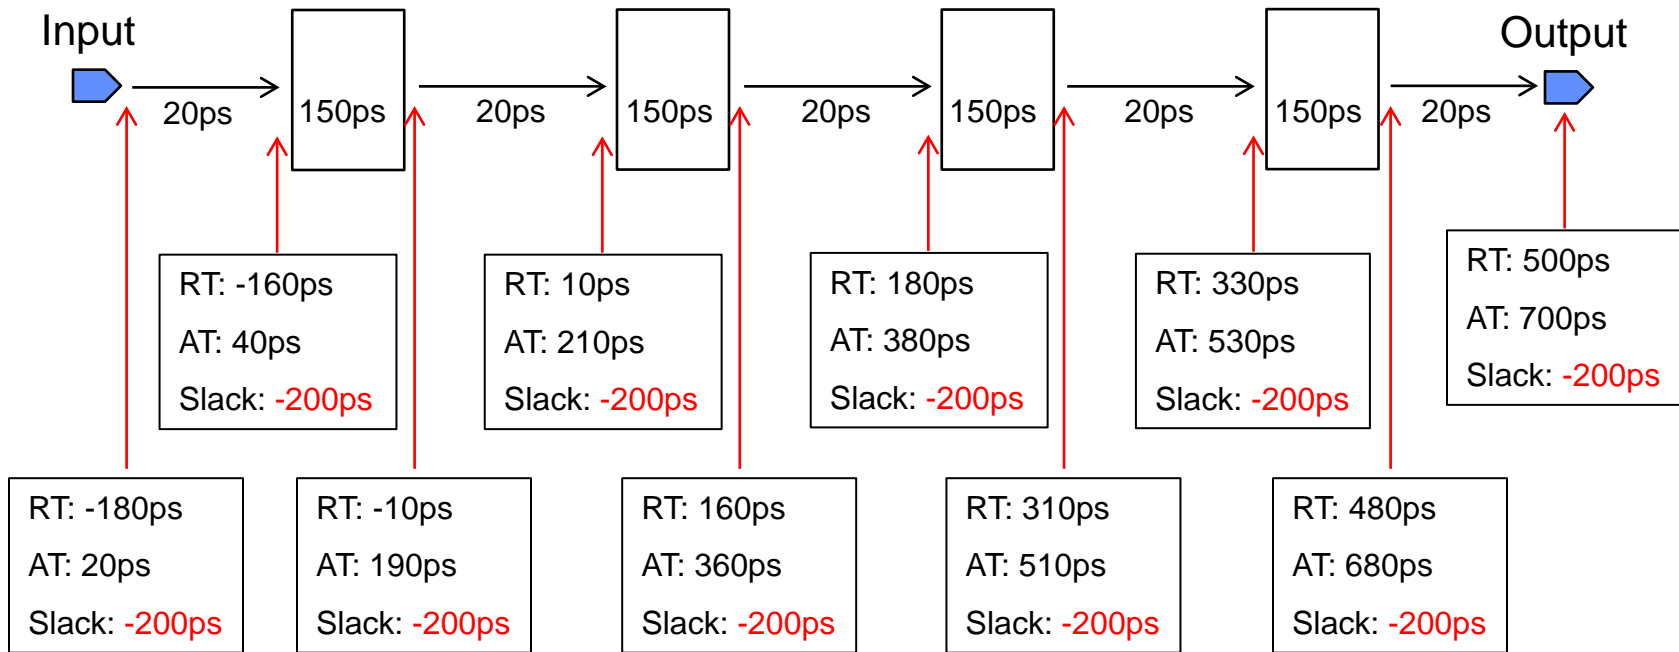 Input
Output
20ps
150ps
20ps
150ps
20ps
150ps
20ps
150ps
20ps
RT: -160ps
AT: 40ps
Slack: -200ps
RT: 10ps
AT: 210ps
Slack: -200ps
RT: 180ps
AT: 380ps
Slack: -200ps
RT: 330ps
AT: 530ps
Slack: -200ps
RT: 500ps
AT: 700ps
Slack: -200ps
RT: -180ps
AT: 20ps
Slack: -200ps
RT: -10ps
AT: 190ps
Slack: -200ps
RT: 160ps
AT: 360ps
Slack: -200ps
RT: 310ps
AT: 510ps
Slack: -200ps
RT: 480ps
AT: 680ps
Slack: -200ps